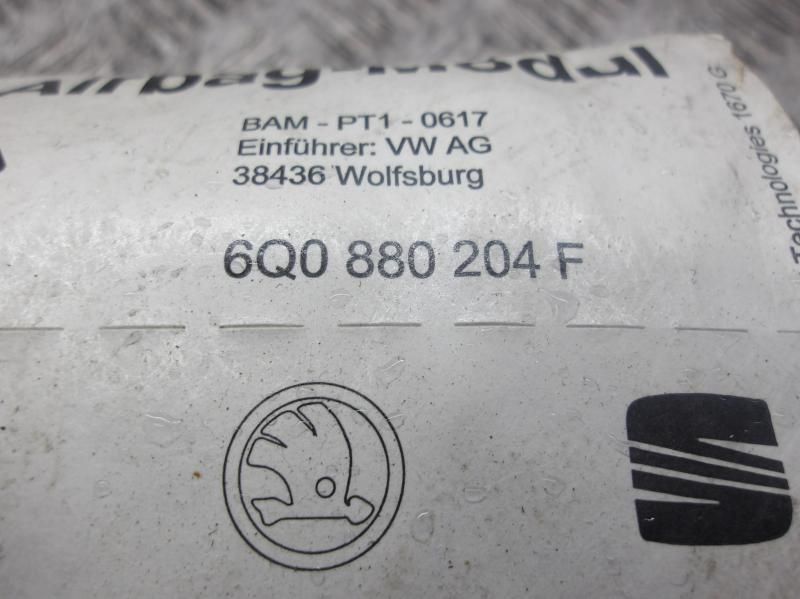 Airbag-Modul
BAM - PT1 - 0617
Einführer: VW AG
38436 Wolfsburg
6Q0 880 204 F
Technologies 1670 G